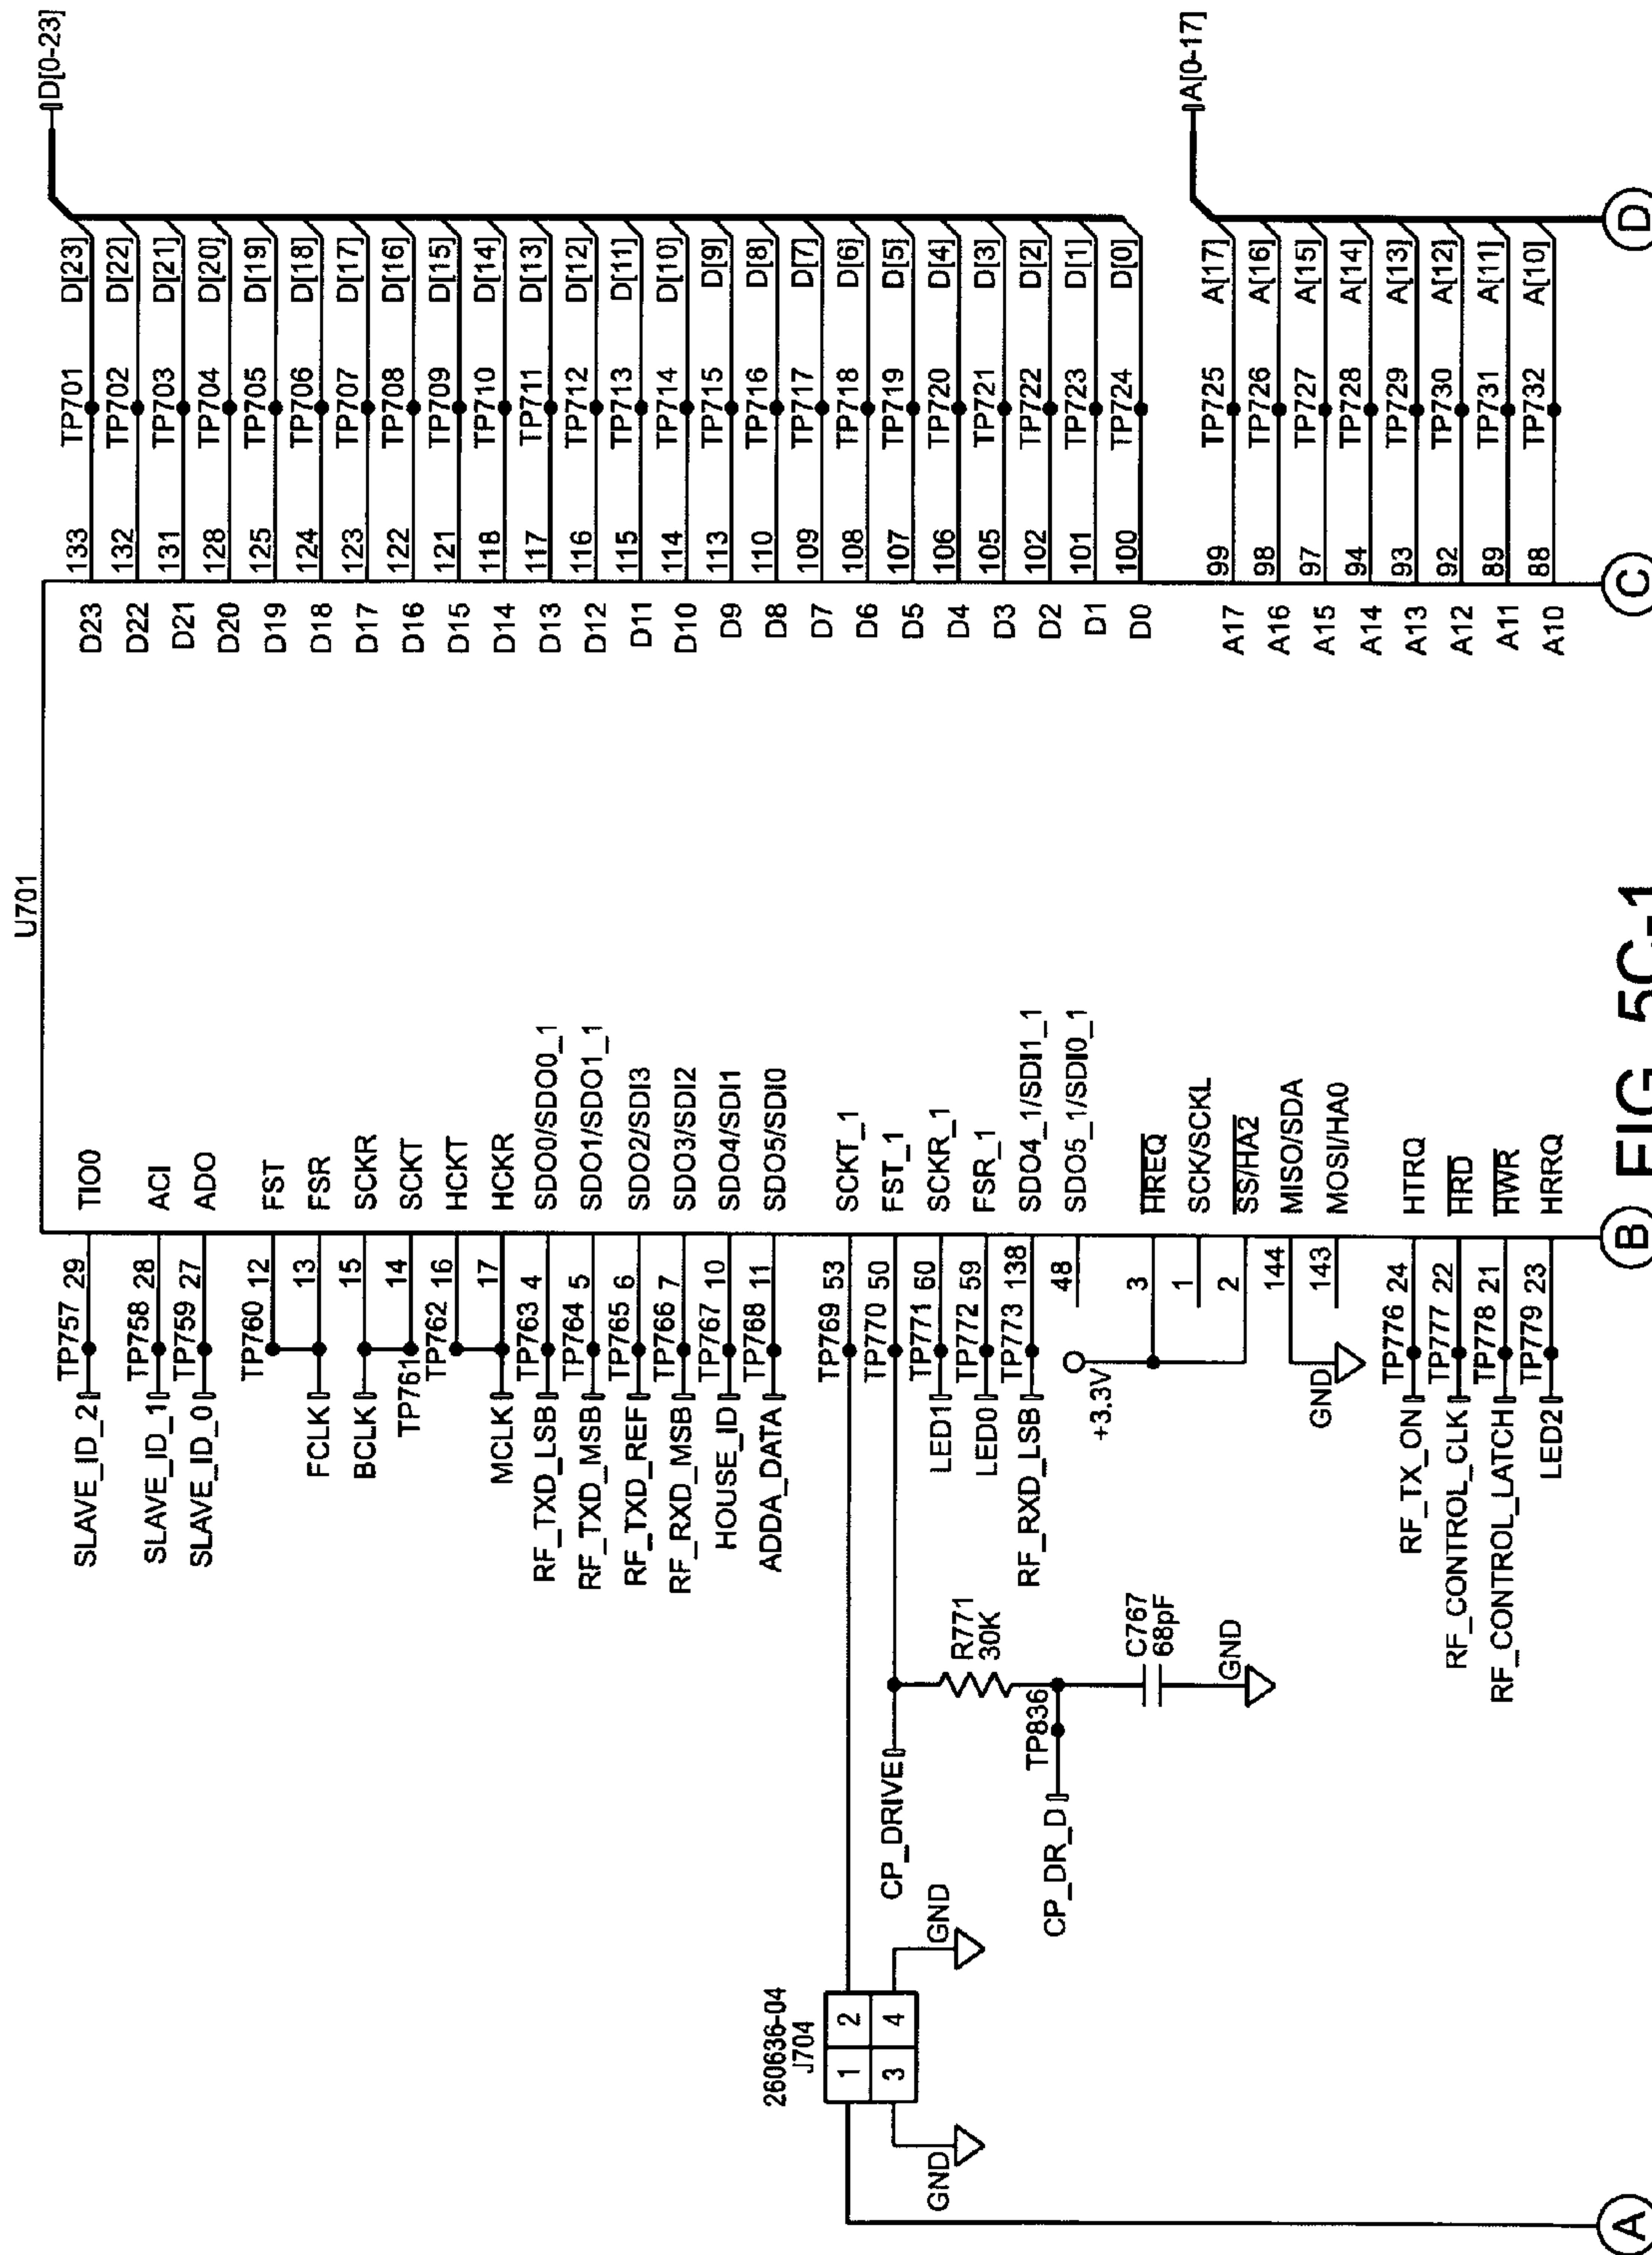 U701
D[0-23]
SLAVE_ID_2 TP757 29 TIO0
SLAVE_ID_1 TP758 28 ACI
SLAVE_ID_0 TP759 27 ADO
TP760 12 FST
FCLK 13 FSR
BCLK 15 SCKR
TP761 14 SCKT
TP762 16 HCKT
MCLK 17 HCKR
RF_TXD_LSB TP763 4 SDO0/SDO0_1
RF_TXD_MSB TP764 5 SDO1/SDO1_1
RF_TXD_REF TP765 6 SDO2/SDI3
RF_RXD_MSB TP766 7 SDO3/SDI2
HOUSE_ID TP767 10 SDO4/SDI1
ADDA_DATA TP768 11 SDO5/SDI0
TP769 53 SCKT_1
TP770 50 FST_1
LED1 TP771 60 SCKR_1
LED0 TP772 59 FSR_1
RF_RXD_LSB TP773 138 SDO4_1/SDI1_1
48 SDO5_1/SDI0_1
+3.3V
3 HREQ
1 SCK/SCKL
2 SS/HA2
144 MISO/SDA
143 MOSI/HA0
GND
RF_TX_ON TP776 24 HTRQ
RF_CONTROL_CLK TP777 22 HRD
RF_CONTROL_LATCH TP778 21 HWR
LED2 TP779 23 HRRQ
260636-04
J704
1 2
3 4
GND
GND
CP_DRIVE
R771
30K
TP836
CP_DR_D
C767
68pF
GND
D23 133 TP701 D[23]
D22 132 TP702 D[22]
D21 131 TP703 D[21]
D20 128 TP704 D[20]
D19 125 TP705 D[19]
D18 124 TP706 D[18]
D17 123 TP707 D[17]
D16 122 TP708 D[16]
D15 121 TP709 D[15]
D14 118 TP710 D[14]
D13 117 TP711 D[13]
D12 116 TP712 D[12]
D11 115 TP713 D[11]
D10 114 TP714 D[10]
D9 113 TP715 D[9]
D8 110 TP716 D[8]
D7 109 TP717 D[7]
D6 108 TP718 D[6]
D5 107 TP719 D[5]
D4 106 TP720 D[4]
D3 105 TP721 D[3]
D2 102 TP722 D[2]
D1 101 TP723 D[1]
D0 100 TP724 D[0]
A[0-17]
A17 99 TP725 A[17]
A16 98 TP726 A[16]
A15 97 TP727 A[15]
A14 94 TP728 A[14]
A13 93 TP729 A[13]
A12 92 TP730 A[12]
A11 89 TP731 A[11]
A10 88 TP732 A[10]
A
B
C
D
FIG. 5C-1